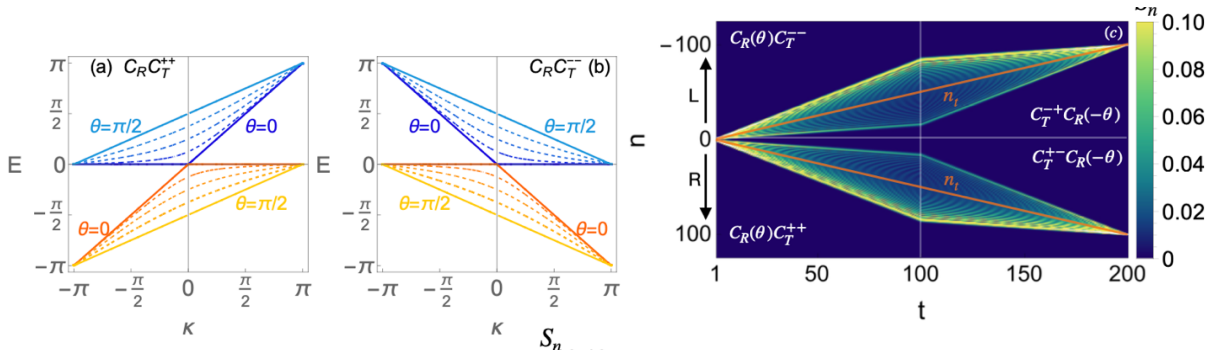 (a) C_R C_T^{++}
π
π/2
E 0
-π/2
-π
θ=π/2
θ=0
θ=0
θ=π/2
-π -π/2 0 π/2 π
κ
C_R C_T^{--} (b)
π
π/2
E 0
-π/2
-π
θ=0
θ=π/2
θ=π/2
θ=0
-π -π/2 0 π/2 π
κ
S_n
C_R(θ)C_T^{--}
(c)
-100
L
n 0
R
100
n_t
C_T^{-+}C_R(-θ)
C_T^{+-}C_R(-θ)
n_t
C_R(θ)C_T^{++}
1 50 100 150 200
t
0.10
0.08
0.06
0.04
0.02
0